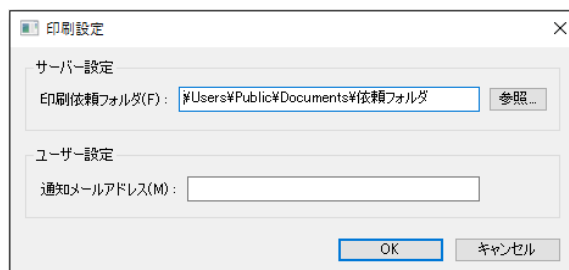 印刷設定
サーバー設定
印刷依頼フォルダ(F)： ¥Users¥Public¥Documents¥依頼フォルダ 参照...
ユーザー設定
通知メールアドレス(M)：
OK キャンセル